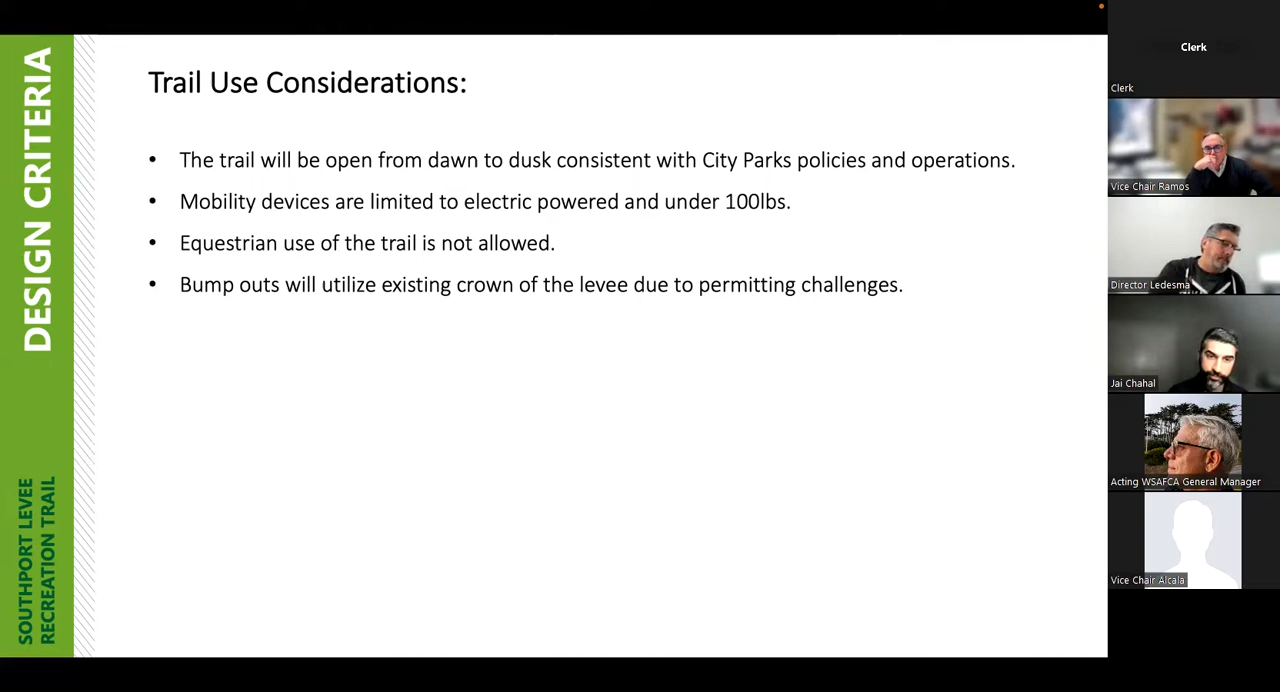 DESIGN CRITERIA
SOUTHPORT LEVEE
RECREATION TRAIL
Trail Use Considerations:
• The trail will be open from dawn to dusk consistent with City Parks policies and operations.
• Mobility devices are limited to electric powered and under 100lbs.
• Equestrian use of the trail is not allowed.
• Bump outs will utilize existing crown of the levee due to permitting challenges.
Clerk
Clerk
Vice Chair Ramos
Director Ledesma
Jai Chahal
Acting WSAFCA General Manager
Vice Chair Alcala